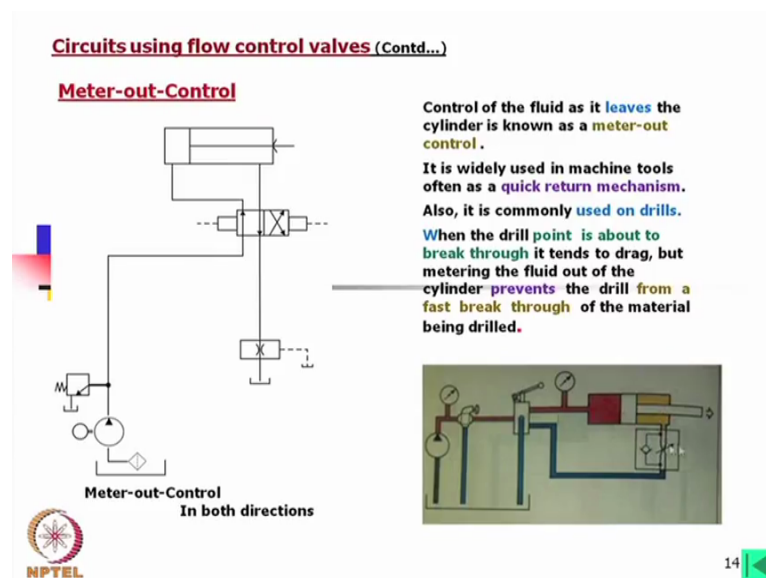 Circuits using flow control valves (Contd...)
Meter-out-Control
Control of the fluid as it leaves the
cylinder is known as a meter-out
control .
It is widely used in machine tools
often as a quick return mechanism.
Also, it is commonly used on drills.
When the drill point is about to
break through it tends to drag, but
metering the fluid out of the
cylinder prevents the drill from a
fast break through of the material
being drilled.
Meter-out-Control
In both directions
NPTEL
14